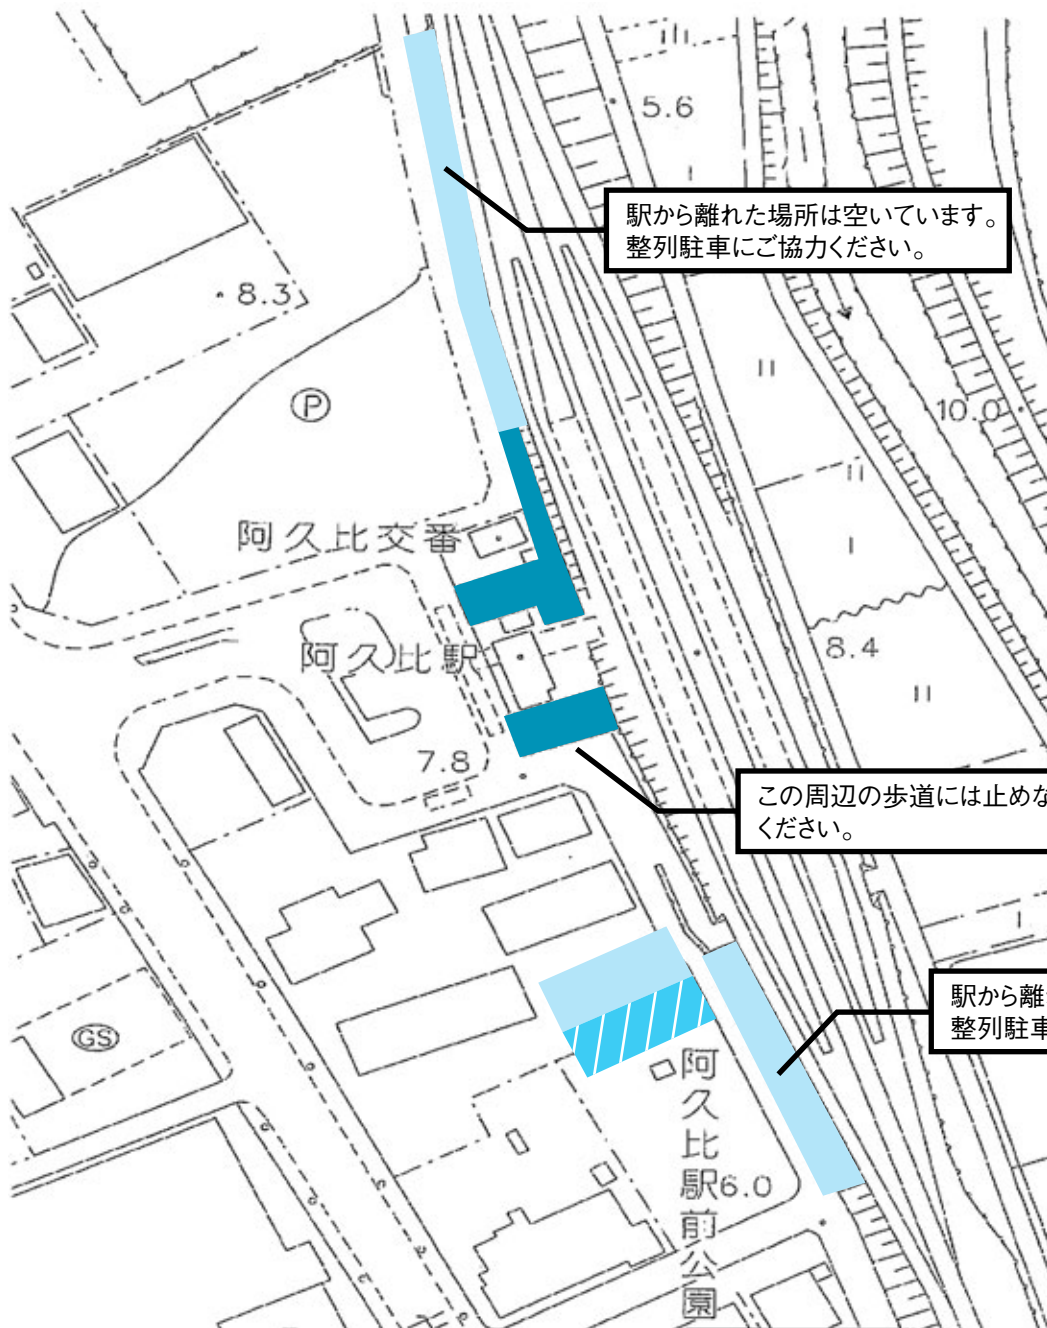 5.6
駅から離れた場所は空いています。
整列駐車にご協力ください。
8.3
P
10.0
阿久比交番
阿久比駅
8.4
7.8
この周辺の歩道には止めな
ください。
駅から離
整列駐車
GS
阿久比駅前公園
6.0